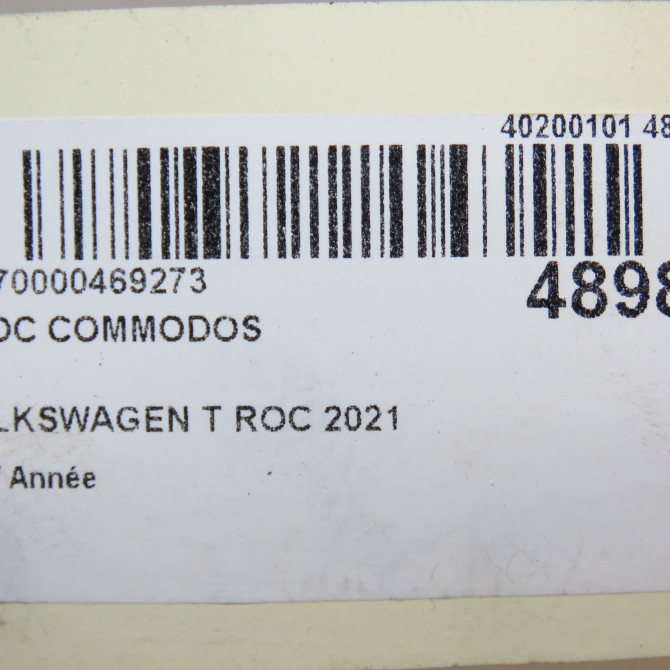 40200101 48
70000469273
4898
OC COMMODOS
LKSWAGEN T ROC 2021
Année